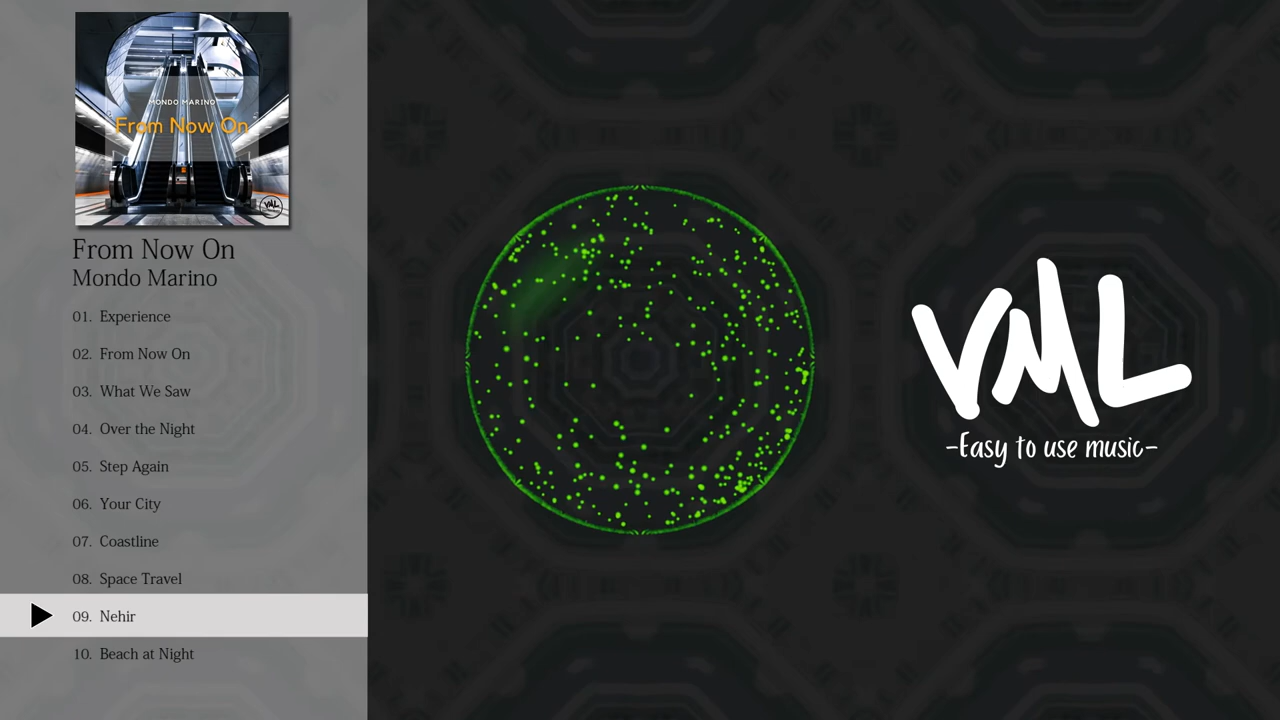 MONDO MARINO
From Now On
VML
From Now On
Mondo Marino
01. Experience
02. From Now On
03. What We Saw
04. Over the Night
05. Step Again
06. Your City
07. Coastline
08. Space Travel
09. Nehir
10. Beach at Night
VML
-Easy to use music-